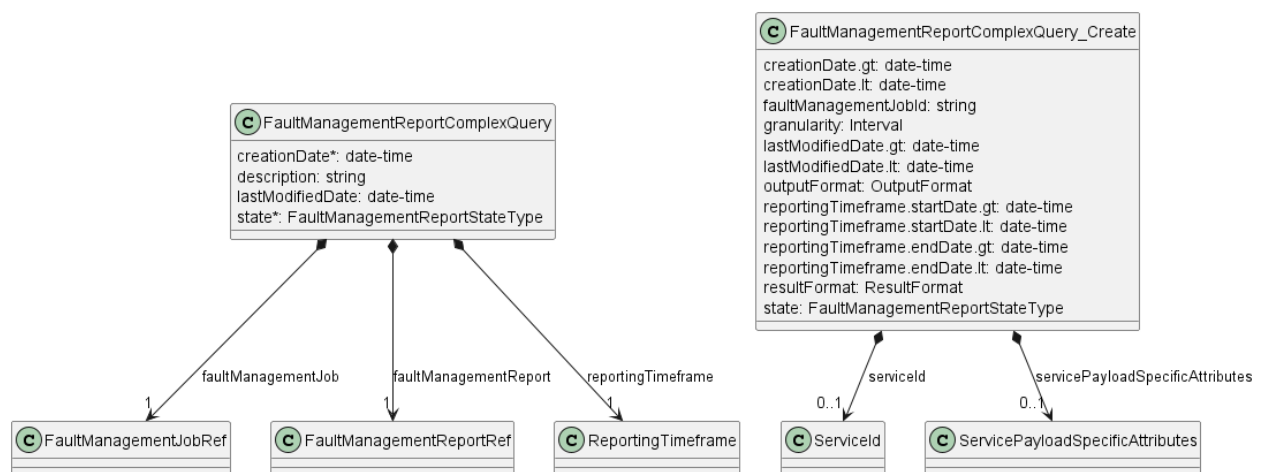 C FaultManagementReportComplexQuery
creationDate*: date-time
description: string
lastModifiedDate: date-time
state*: FaultManagementReportStateType
C FaultManagementReportComplexQuery_Create
creationDate.gt: date-time
creationDate.lt: date-time
faultManagementJobId: string
granularity: Interval
lastModifiedDate.gt: date-time
lastModifiedDate.lt: date-time
outputFormat: OutputFormat
reportingTimeframe.startDate.gt: date-time
reportingTimeframe.startDate.lt: date-time
reportingTimeframe.endDate.gt: date-time
reportingTimeframe.endDate.lt: date-time
resultFormat: ResultFormat
state: FaultManagementReportStateType
faultManagementJob
1
faultManagementReport
1
reportingTimeframe
1
serviceId
0..1
servicePayloadSpecificAttributes
0..1
C FaultManagementJobRef
C FaultManagementReportRef
C ReportingTimeframe
C ServiceId
C ServicePayloadSpecificAttributes